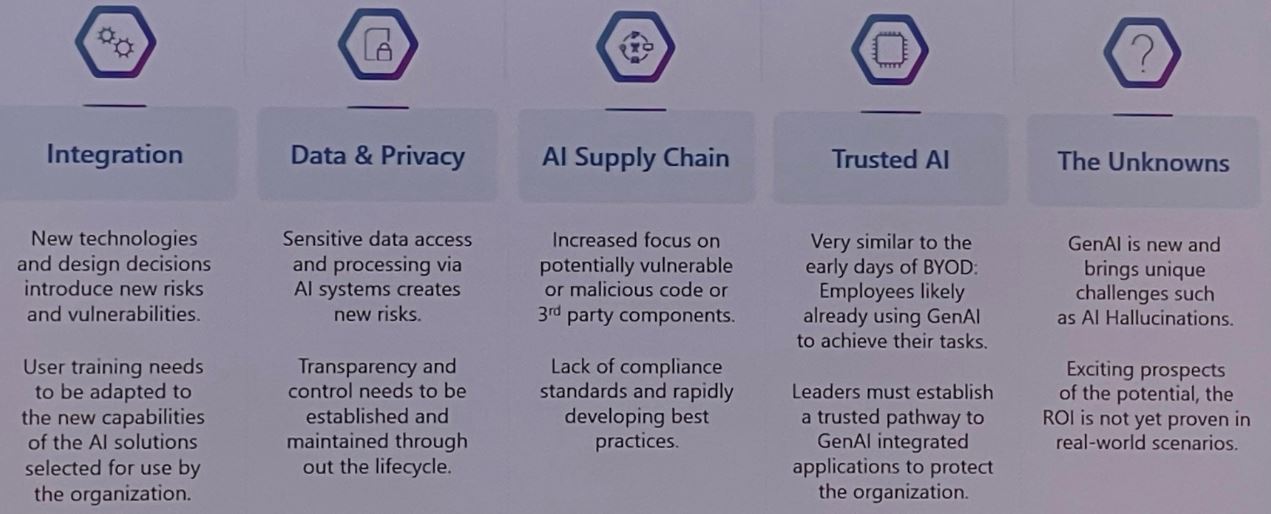 Integration
New technologies
and design decisions
introduce new risks
and vulnerabilities.
User training needs
to be adapted to
the new capabilities
of the AI solutions
selected for use by
the organization.
Data & Privacy
Sensitive data access
and processing via
AI systems creates
new risks.
Transparency and
control needs to be
established and
maintained through
out the lifecycle.
AI Supply Chain
Increased focus on
potentially vulnerable
or malicious code or
3rd party components.
Lack of compliance
standards and rapidly
developing best
practices.
Trusted AI
Very similar to the
early days of BYOD:
Employees likely
already using GenAI
to achieve their tasks.
Leaders must establish
a trusted pathway to
GenAI integrated
applications to protect
the organization.
?
The Unknowns
GenAI is new and
brings unique
challenges such
as AI Hallucinations.
Exciting prospects
of the potential, the
ROI is not yet proven in
real-world scenarios.